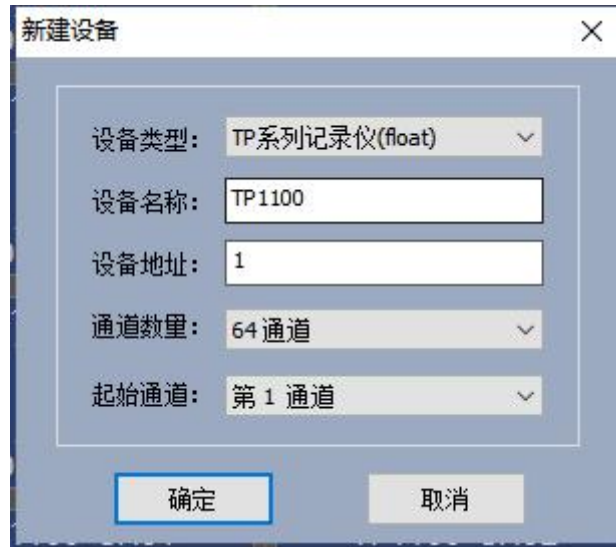 新建设备
设备类型: TP系列记录仪(float)
设备名称: TP1100
设备地址: 1
通道数量: 64通道
起始通道: 第 1 通道
确定 取消